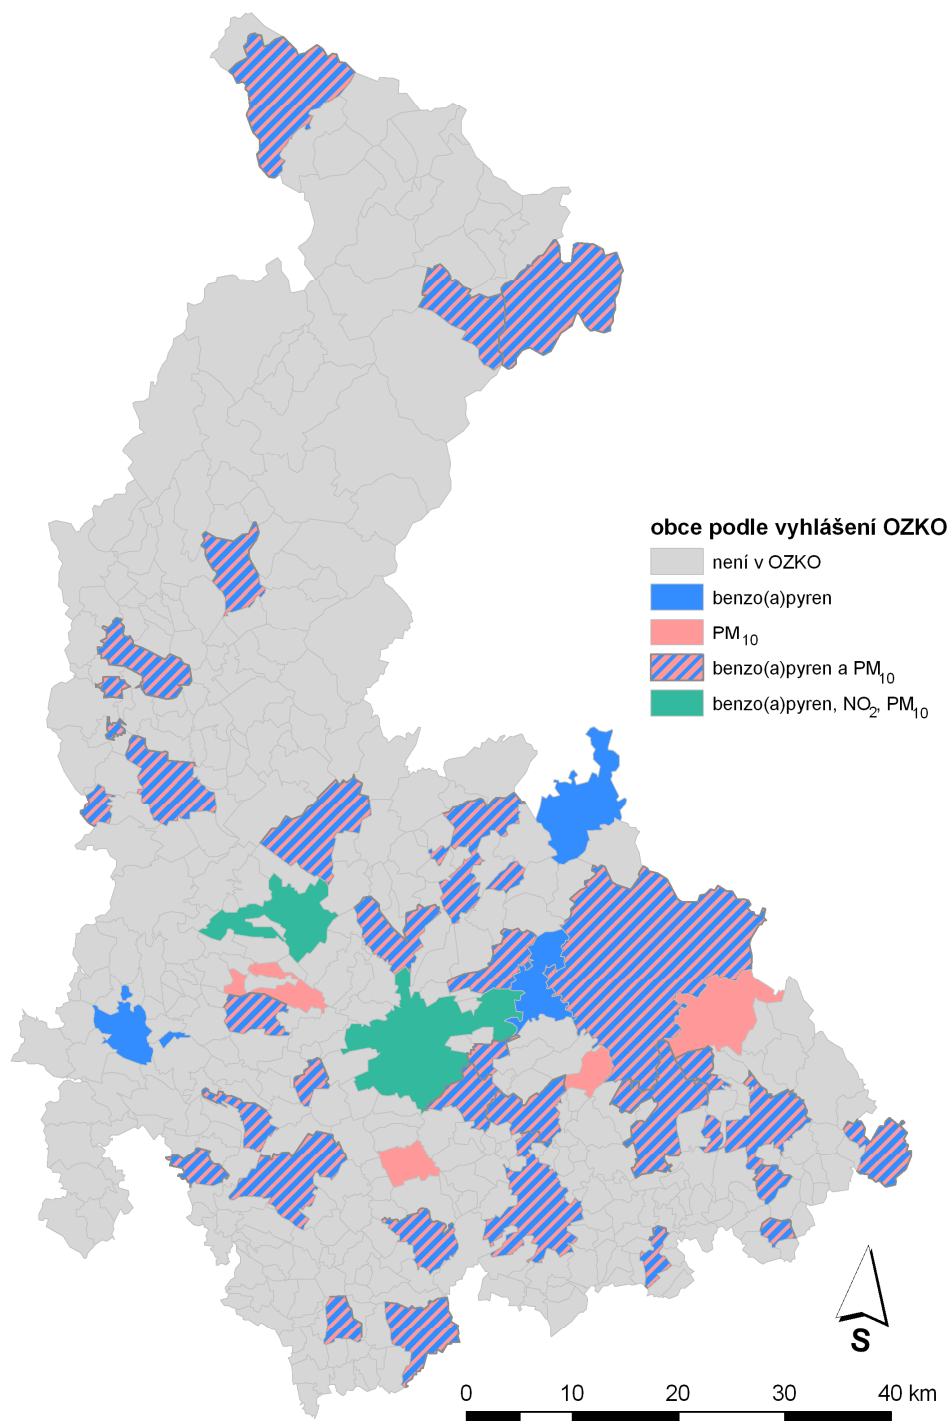 obce podle vyhlášení OZKO
není v OZKO
benzo(a)pyren
PM10
benzo(a)pyren a PM10
benzo(a)pyren, NO2, PM10
S
0 10 20 30 40 km